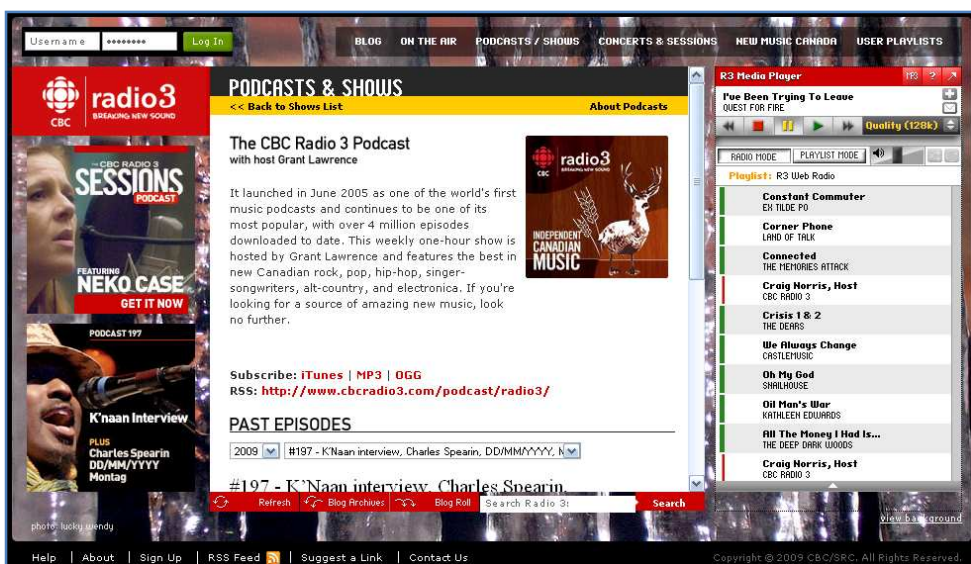 Username
Log In
BLOG ON THE AIR PODCASTS / SHOWS CONCERTS & SESSIONS NEW MUSIC CANADA USER PLAYLISTS
CBC
radio3
BREAKING NEW SOUND
CBC RADIO 3
SESSIONS
PODCAST
FEATURING
NEKO CASE
GET IT NOW
PODCAST 197
K'naan Interview
PLUS
Charles Spearin
DD/MM/YYYY
Montag
photo: lucky wendy
PODCASTS & SHOWS
<< Back to Shows List
About Podcasts
The CBC Radio 3 Podcast
with host Grant Lawrence
It launched in June 2005 as one of the world's first
music podcasts and continues to be one of its
most popular, with over 4 million episodes
downloaded to date. This weekly one-hour show is
hosted by Grant Lawrence and features the best in
new Canadian rock, pop, hip-hop, singer-
songwriters, alt-country, and electronica. If you're
looking for a source of amazing new music, look
no further.
CBC
radio3
BREAKING NEW SOUND
INDEPENDENT
CANADIAN
MUSIC
Subscribe: iTunes | MP3 | OGG
RSS: http://www.cbcradio3.com/podcast/radio3/
PAST EPISODES
2009
#197 - K'Naan interview, Charles Spearin, DD/MM/YYYY, M
#197 - K'Naan interview, Charles Spearin,
Refresh
Blog Archives
Blog Roll
Search Radio 3:
Search
R3 Media Player
?
I've Been Trying To Leave
QUEST FOR FIRE
Quality (128k)
RADIO MODE
PLAYLIST MODE
Playlist: R3 Web Radio
Constant Commuter
EX TILDE PO
Corner Phone
LAND OF TALK
Connected
THE MEMORIES ATTACK
Craig Norris, Host
CBC RADIO 3
Crisis 1 & 2
THE DEARS
We Always Change
CASTLEMUSIC
Oh My God
SNAILHOUSE
Oil Man's War
KATHLEEN EDWARDS
All The Money I Had Is...
THE DEEP DARK WOODS
Craig Norris, Host
CBC RADIO 3
view background
Help | About | Sign Up | RSS Feed | Suggest a Link | Contact Us
Copyright © 2009 CBC/SRC. All Rights Reserved.